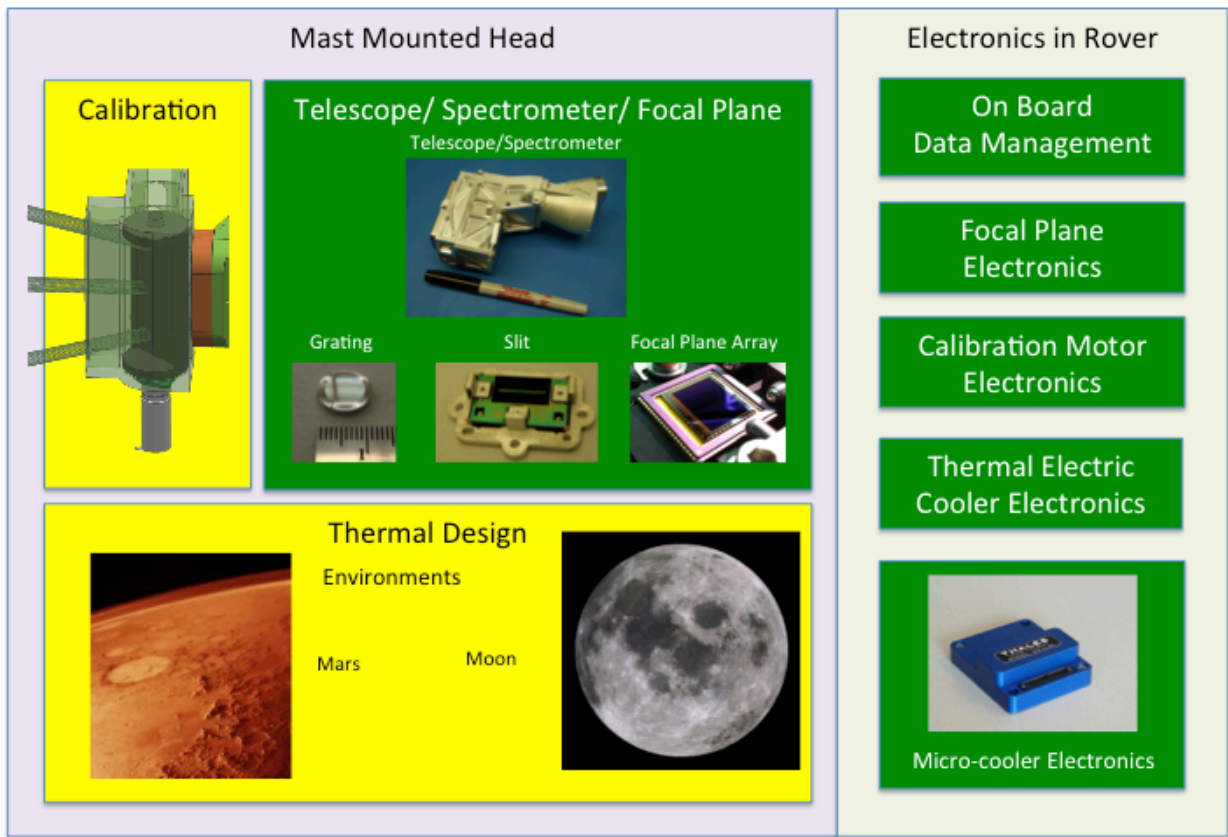 Mast Mounted Head
Calibration
Telescope/ Spectrometer/ Focal Plane
Telescope/Spectrometer
Grating
Slit
Focal Plane Array
1
Thermal Design
Environments
Mars
Moon
Electronics in Rover
On Board
Data Management
Focal Plane
Electronics
Calibration Motor
Electronics
Thermal Electric
Cooler Electronics
THALES
Micro-cooler Electronics